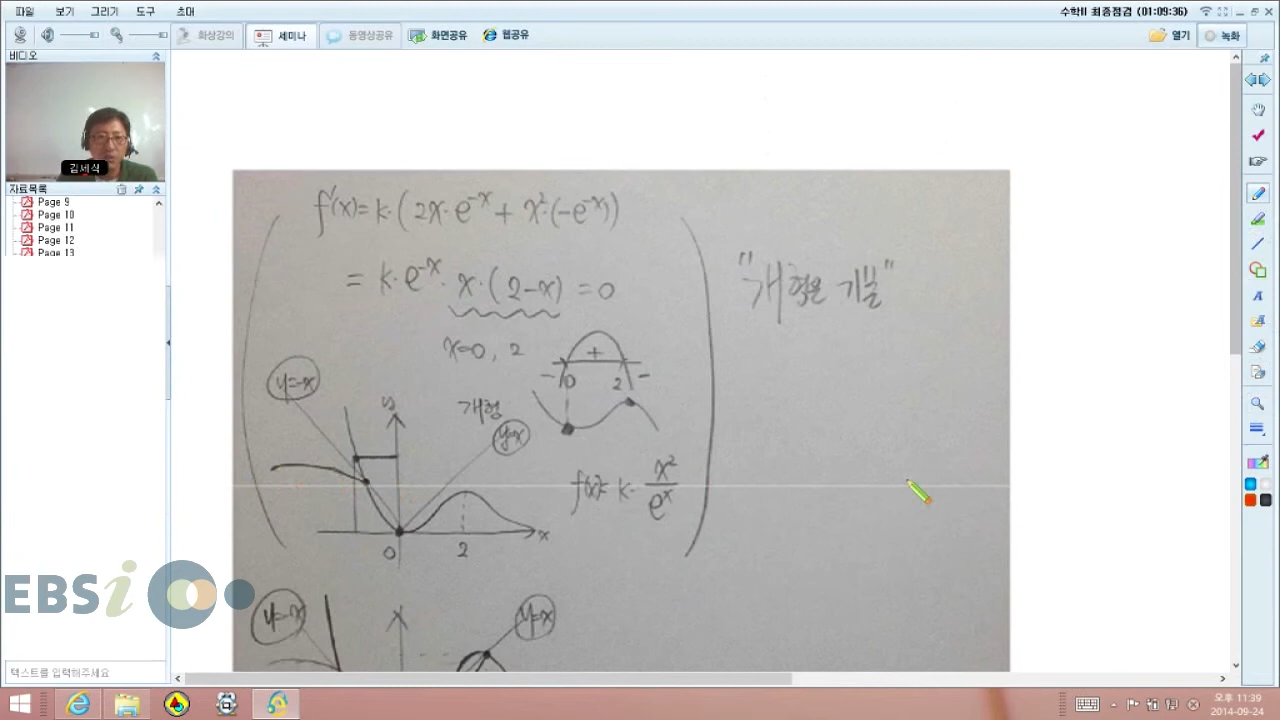 파일 보기 그리기 도구 초대
수학II 최종점검 (01:09:36)
화상강의 세미나 동영상공유 화면공유 웹공유 열기 녹화
비디오
김세식
자료목록
Page 9
Page 10
Page 11
Page 12
Page 13
f'(x)=k·(2x·e^{-x}+x²·(-e^{-x}))
=k·e^{-x}·x·(2-x)=0
"개형은 기본"
x=0, 2
+
- 0 2 -
y=-x
y
개형
y=x
f(x)=k·x²/e^x
x
0 2
EBSi
y=-x
y=x
텍스트를 입력해주세요
오후 11:39
2014-09-24